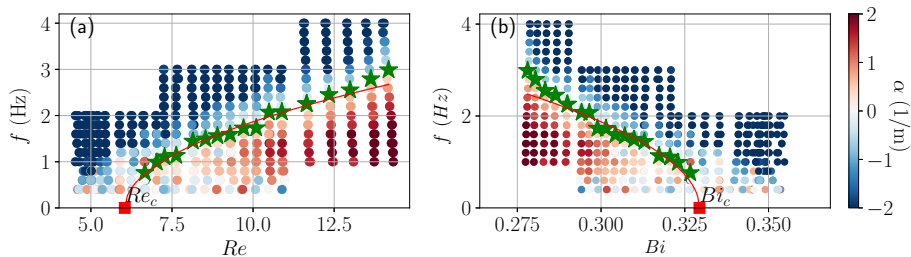 (a)
f (Hz)
4
3
2
1
0
Re_c
5.0 7.5 10.0 12.5
Re
(b)
f (Hz)
4
2
0
Bi_c
0.275 0.300 0.325 0.350
Bi
2
1
0
−1
−2
α (1/m)